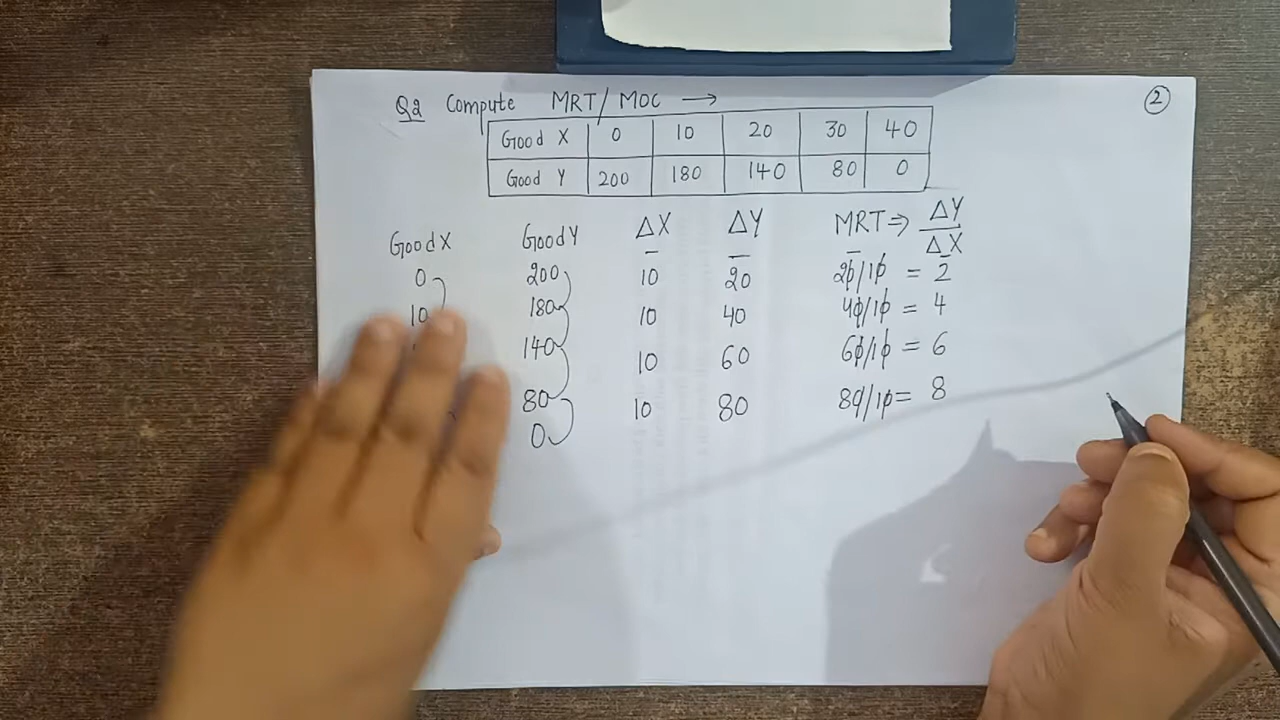 Q2 Compute MRT/MOC → 2
Good X 0 10 20 30 40
Good Y 200 180 140 80 0
Good X Good Y ΔX ΔY MRT ⇒ ΔY/ΔX
0 200 10 20 20/10 = 2
10 180 10 40 40/10 = 4
140 10 60 60/10 = 6
80 10 80 80/10 = 8
0